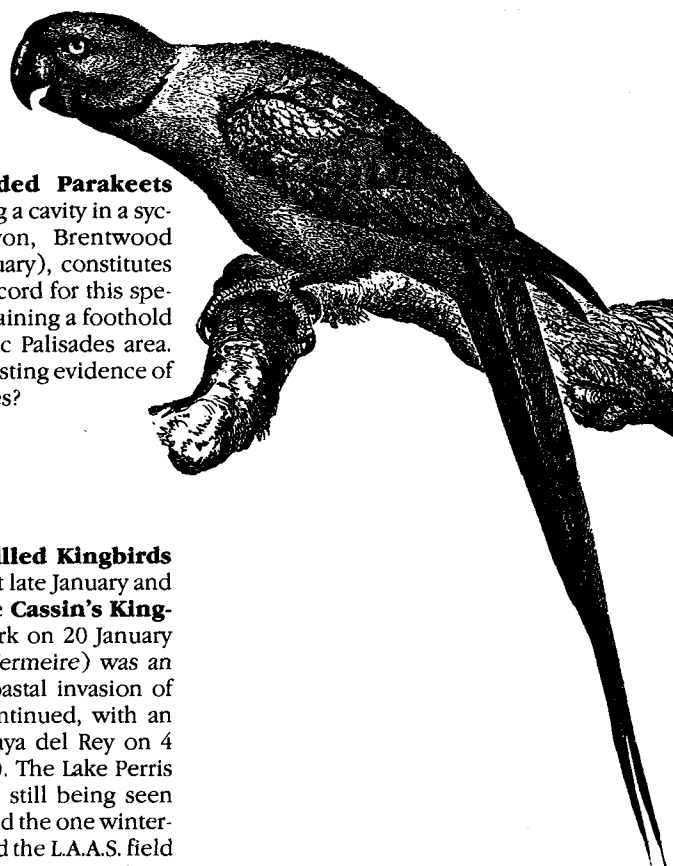 ded Parakeets
g a cavity in a syc-
on, Brentwood
uary), constitutes
cord for this spe-
aining a foothold
c Palisades area.
sting evidence of
es?
illed Kingbirds
t late January and
e Cassin's King-
rk on 20 January
ermeire) was an
astal invasion of
ntinued, with an
aya del Rey on 4
). The Lake Perris
still being seen
d the one winter-
d the L.A.A.S. field